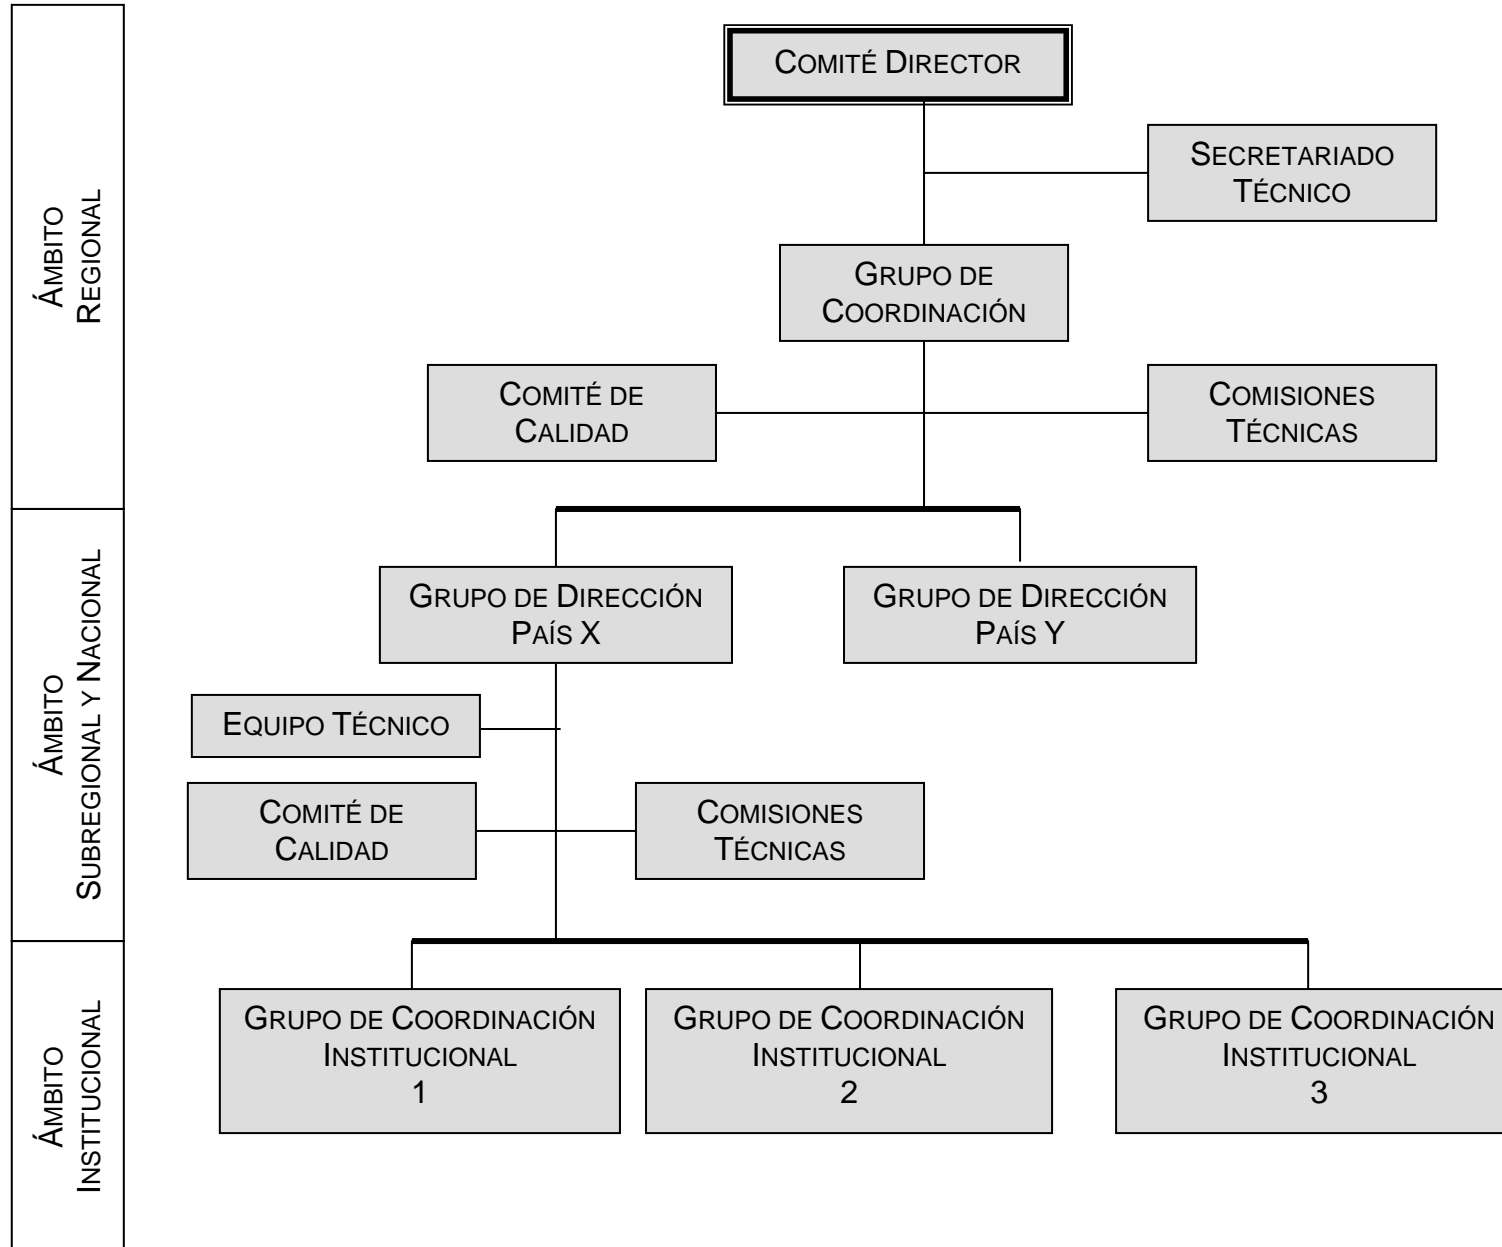 COMITÉ DIRECTOR
SECRETARIADO
TÉCNICO
ÁMBITO
REGIONAL
GRUPO DE
COORDINACIÓN
COMITÉ DE
CALIDAD
COMISIONES
TÉCNICAS
ÁMBITO
SUBREGIONAL Y NACIONAL
GRUPO DE DIRECCIÓN
PAÍS X
GRUPO DE DIRECCIÓN
PAÍS Y
EQUIPO TÉCNICO
COMITÉ DE
CALIDAD
COMISIONES
TÉCNICAS
ÁMBITO
INSTITUCIONAL
GRUPO DE COORDINACIÓN
INSTITUCIONAL
1
GRUPO DE COORDINACIÓN
INSTITUCIONAL
2
GRUPO DE COORDINACIÓN
INSTITUCIONAL
3